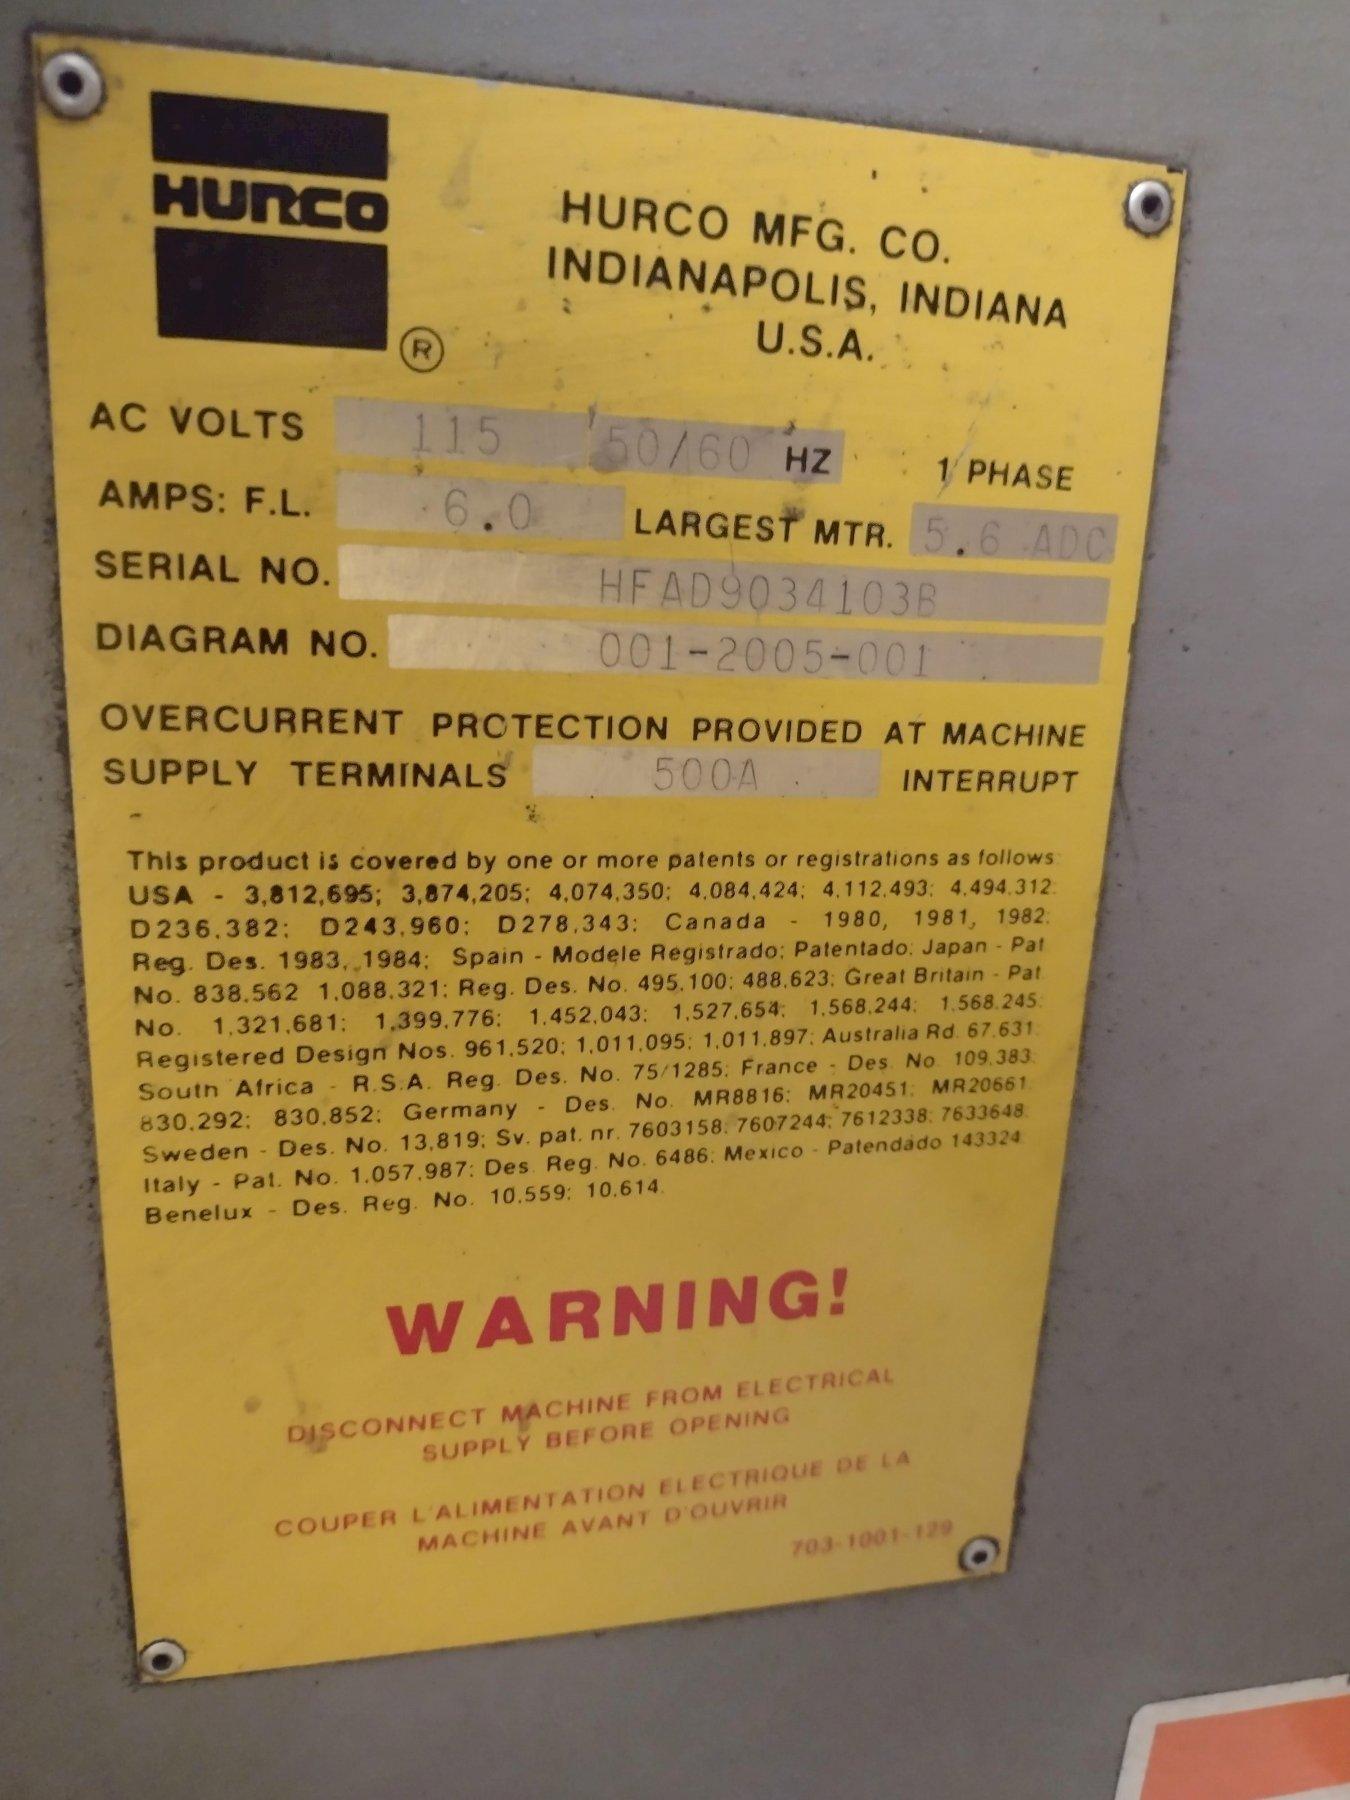 HURCO
®
HURCO MFG. CO.
INDIANAPOLIS, INDIANA
U.S.A.
AC VOLTS 115 50/60 HZ 1 PHASE
AMPS: F.L. 6.0 LARGEST MTR. 5.6 ADC
SERIAL NO. HFAD9034103B
DIAGRAM NO. 001-2005-001
OVERCURRENT PROTECTION PROVIDED AT MACHINE
SUPPLY TERMINALS 500A INTERRUPT
This product is covered by one or more patents or registrations as follows:
USA - 3,812,695; 3,874,205; 4,074,350; 4,084,424; 4,112,493; 4,494,312;
D236,382; D243,960; D278,343; Canada - 1980, 1981, 1982;
Reg. Des. 1983, 1984; Spain - Modele Registrado; Patentado; Japan - Pat
No. 838,562 1,088,321; Reg. Des. No. 495,100; 488,623; Great Britain - Pat.
No. 1,321,681; 1,399,776; 1,452,043; 1,527,654; 1,568,244; 1,568,245;
Registered Design Nos. 961,520; 1,011,095; 1,011,897; Australia Rd. 67,631;
South Africa - R.S.A. Reg. Des. No. 75/1285; France - Des. No. 109,383;
830,292; 830,852; Germany - Des. No. MR8816; MR20451; MR20661;
Sweden - Des. No. 13,819; Sv. pat. nr. 7603158; 7607244; 7612338; 7633648;
Italy - Pat. No. 1,057,987; Des. Reg. No. 6486; Mexico - Patendado 143324
Benelux - Des. Reg. No. 10,559; 10,614.
WARNING!
DISCONNECT MACHINE FROM ELECTRICAL
SUPPLY BEFORE OPENING
COUPER L'ALIMENTATION ELECTRIQUE DE LA
MACHINE AVANT D'OUVRIR
703-1001-129